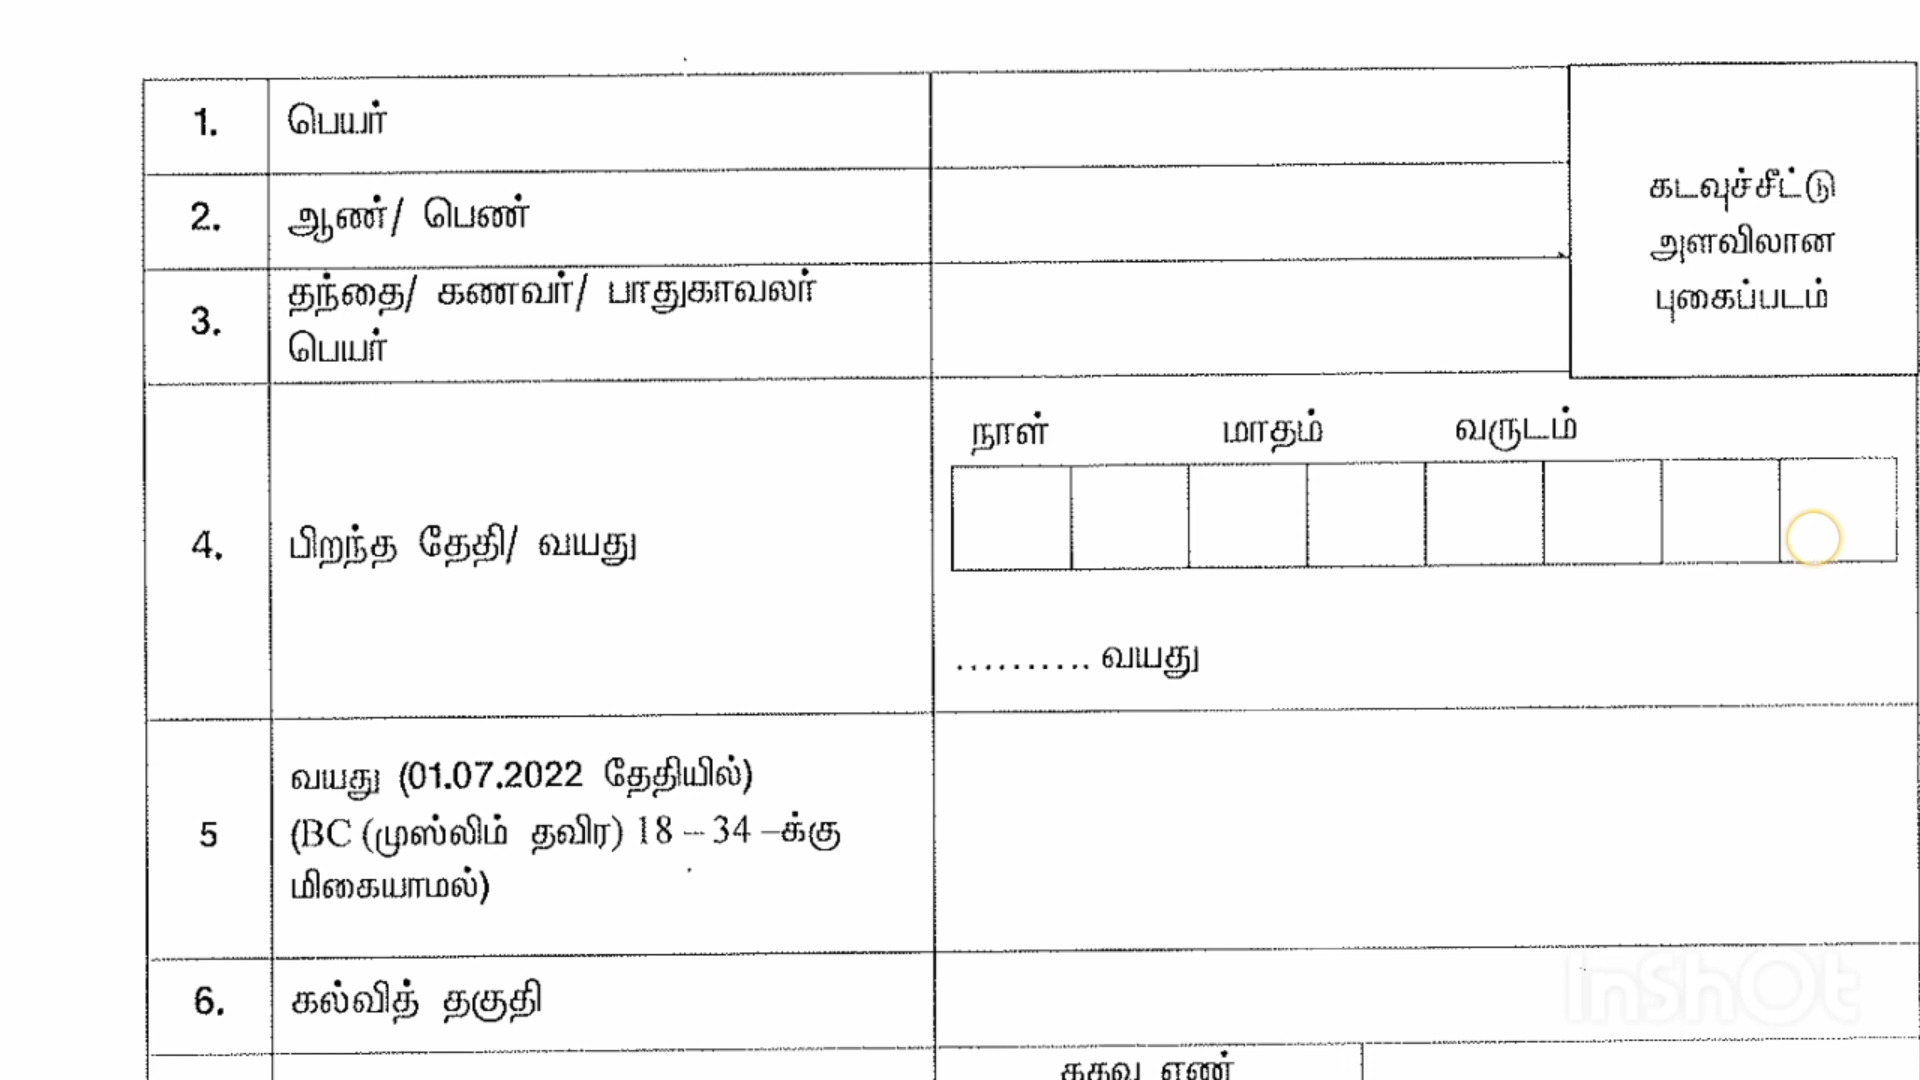 1. பெயர்
2. ஆண்/ பெண்
3. தந்தை/ கணவர்/ பாதுகாவலர்
பெயர்
கடவுச்சீட்டு
அளவிலான
புகைப்படம்
4. பிறந்த தேதி/ வயது
நாள் மாதம் வருடம்
.......... வயது
5 வயது (01.07.2022 தேதியில்)
(BC (முஸ்லிம் தவிர) 18 – 34 –க்கு
மிகையாமல்)
6. கல்வித் தகுதி
எண்
InShOt